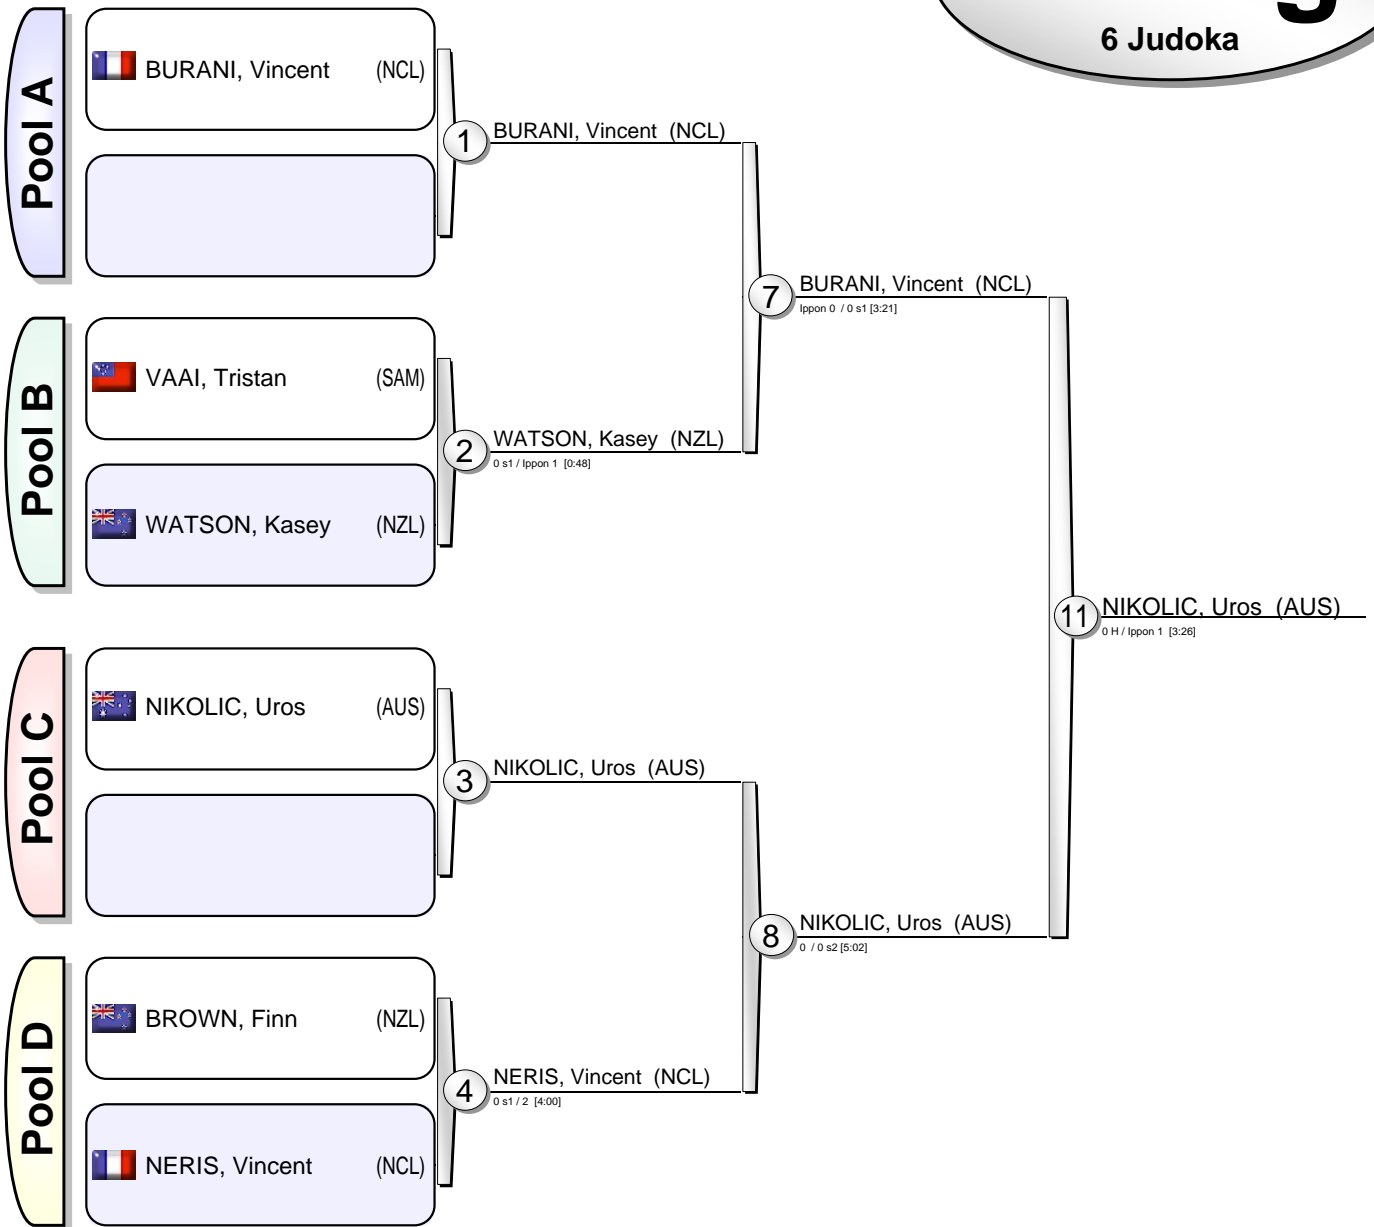 6 Judoka
Pool A
BURANI, Vincent (NCL)
1
BURANI, Vincent (NCL)
7
BURANI, Vincent (NCL)
Ippon 0 / 0 s1 [3:21]
Pool B
VAAI, Tristan (SAM)
2
WATSON, Kasey (NZL)
0 s1 / Ippon 1 [0:48]
WATSON, Kasey (NZL)
11
NIKOLIC, Uros (AUS)
0 H / Ippon 1 [3:26]
Pool C
NIKOLIC, Uros (AUS)
3
NIKOLIC, Uros (AUS)
8
NIKOLIC, Uros (AUS)
0 / 0 s2 [5:02]
Pool D
BROWN, Finn (NZL)
4
NERIS, Vincent (NCL)
0 s1 / 2 [4:00]
NERIS, Vincent (NCL)